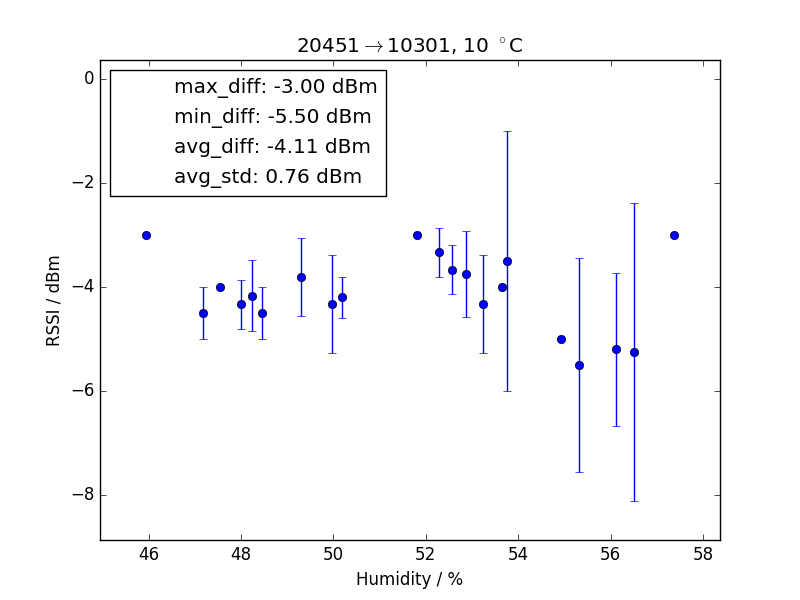 20451→10301, 10 °C
max_diff: -3.00 dBm
min_diff: -5.50 dBm
avg_diff: -4.11 dBm
avg_std: 0.76 dBm
RSSI / dBm
0
−2
−4
−6
−8
46 48 50 52 54 56 58
Humidity / %